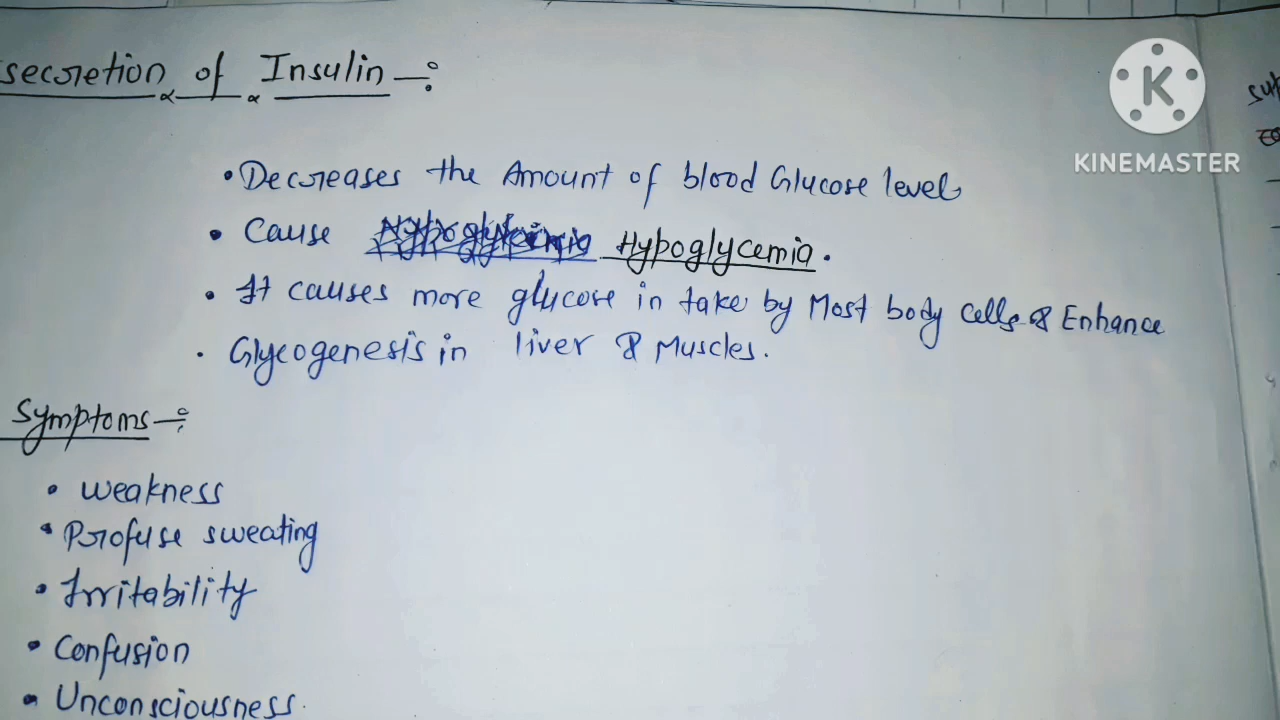 secretion of Insulin -:
K
KINEMASTER
• Decreases the Amount of blood Glucose level
• Cause Hypoglycemia.
• It causes more glucose in take by Most body Cells & Enhance
• Glycogenesis in liver & Muscles.
Symptoms -:
• Weakness
• Profuse sweating
• Irritability
• Confusion
• Unconsciousness.